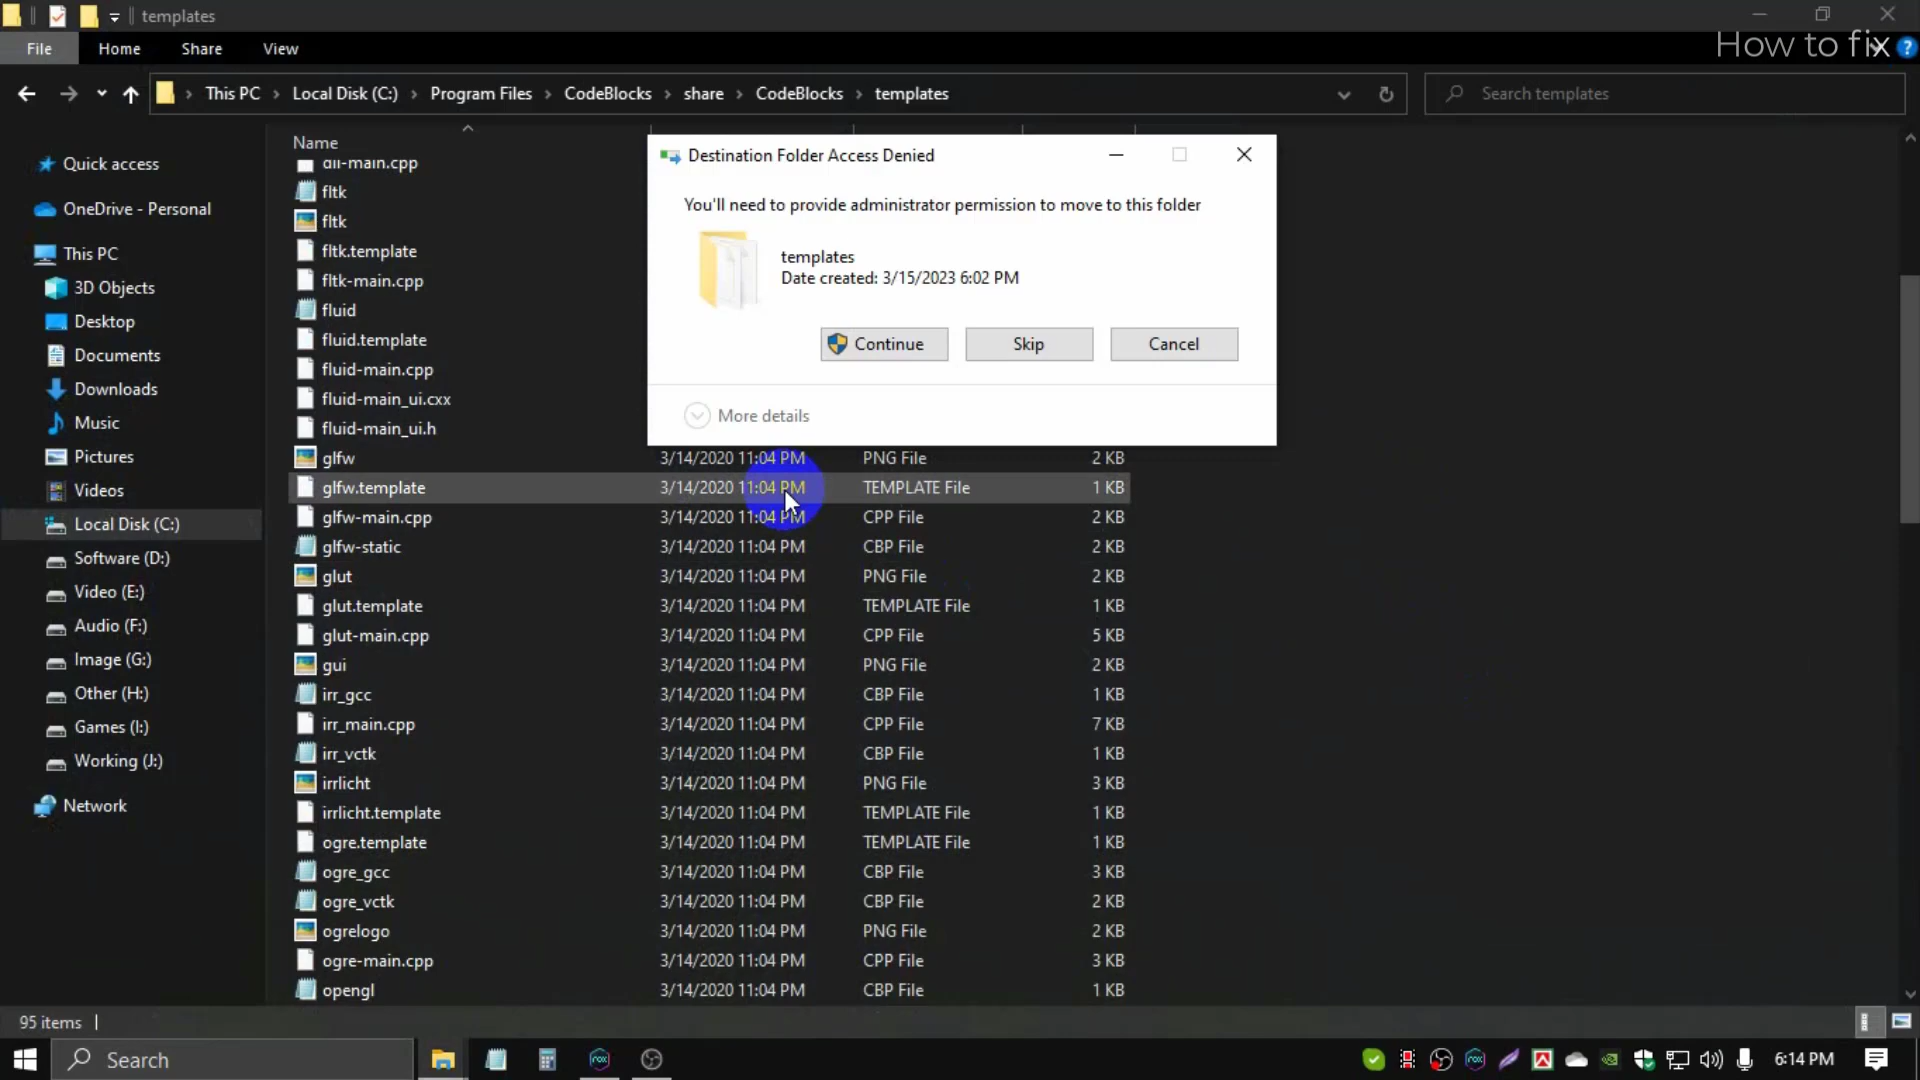 templates
How to fix
File Home Share View
This PC Local Disk (C:) Program Files CodeBlocks share CodeBlocks templates
Search templates
Quick access
OneDrive - Personal
This PC
3D Objects
Desktop
Documents
Downloads
Music
Pictures
Videos
Local Disk (C:)
Software (D:)
Video (E:)
Audio (F:)
Image (G:)
Other (H:)
Games (I:)
Working (J:)
Network
Name
dll-main.cpp
fltk
fltk
fltk.template
fltk-main.cpp
fluid
fluid.template
fluid-main.cpp
fluid-main_ui.cxx
fluid-main_ui.h
glfw 3/14/2020 11:04 PM PNG File 2 KB
glfw.template 3/14/2020 11:04 PM TEMPLATE File 1 KB
glfw-main.cpp 3/14/2020 11:04 PM CPP File 2 KB
glfw-static 3/14/2020 11:04 PM CBP File 2 KB
glut 3/14/2020 11:04 PM PNG File 2 KB
glut.template 3/14/2020 11:04 PM TEMPLATE File 1 KB
glut-main.cpp 3/14/2020 11:04 PM CPP File 5 KB
gui 3/14/2020 11:04 PM PNG File 2 KB
irr_gcc 3/14/2020 11:04 PM CBP File 1 KB
irr_main.cpp 3/14/2020 11:04 PM CPP File 7 KB
irr_vctk 3/14/2020 11:04 PM CBP File 1 KB
irrlicht 3/14/2020 11:04 PM PNG File 3 KB
irrlicht.template 3/14/2020 11:04 PM TEMPLATE File 1 KB
ogre.template 3/14/2020 11:04 PM TEMPLATE File 1 KB
ogre_gcc 3/14/2020 11:04 PM CBP File 3 KB
ogre_vctk 3/14/2020 11:04 PM CBP File 2 KB
ogrelogo 3/14/2020 11:04 PM PNG File 2 KB
ogre-main.cpp 3/14/2020 11:04 PM CPP File 3 KB
opengl 3/14/2020 11:04 PM CBP File 1 KB
Destination Folder Access Denied
You'll need to provide administrator permission to move to this folder
templates
Date created: 3/15/2023 6:02 PM
Continue Skip Cancel
More details
95 items
Search
6:14 PM